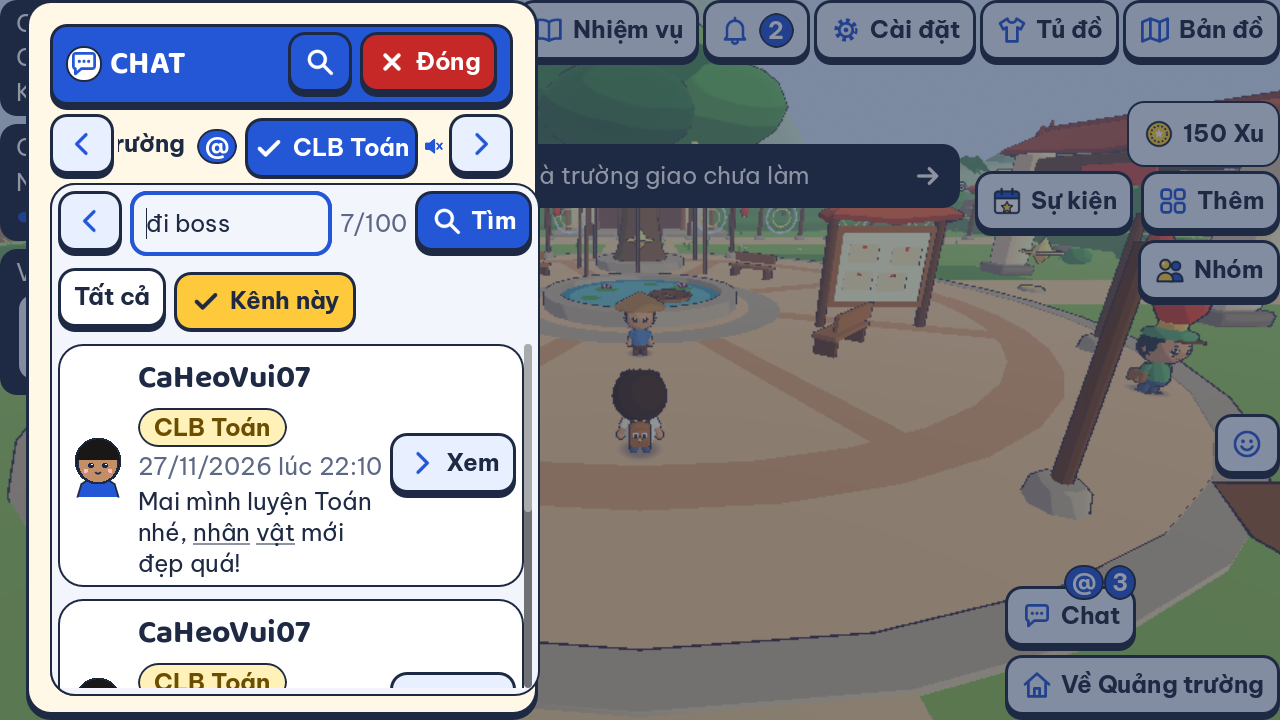 CHAT
Đóng
rường @ CLB Toán
đi boss
7/100
Tìm
Tất cả
Kênh này
CaHeoVui07
CLB Toán
27/11/2026 lúc 22:10
Mai mình luyện Toán
nhé, nhân vật mới
đẹp quá!
Xem
CaHeoVui07
CLB Toán
Nhiệm vụ
2
Cài đặt
Tủ đồ
Bản đồ
150 Xu
à trường giao chưa làm
Sự kiện
Thêm
Nhóm
@ 3
Chat
Về Quảng trường